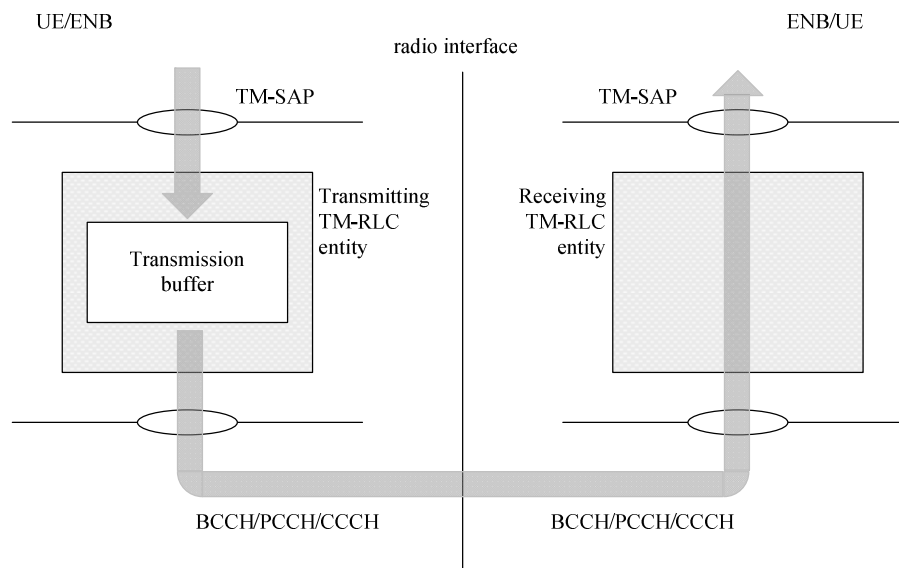 UE/ENB
ENB/UE
radio interface
TM-SAP
TM-SAP
Transmitting
TM-RLC
entity
Receiving
TM-RLC
entity
Transmission
buffer
BCCH/PCCH/CCCH
BCCH/PCCH/CCCH